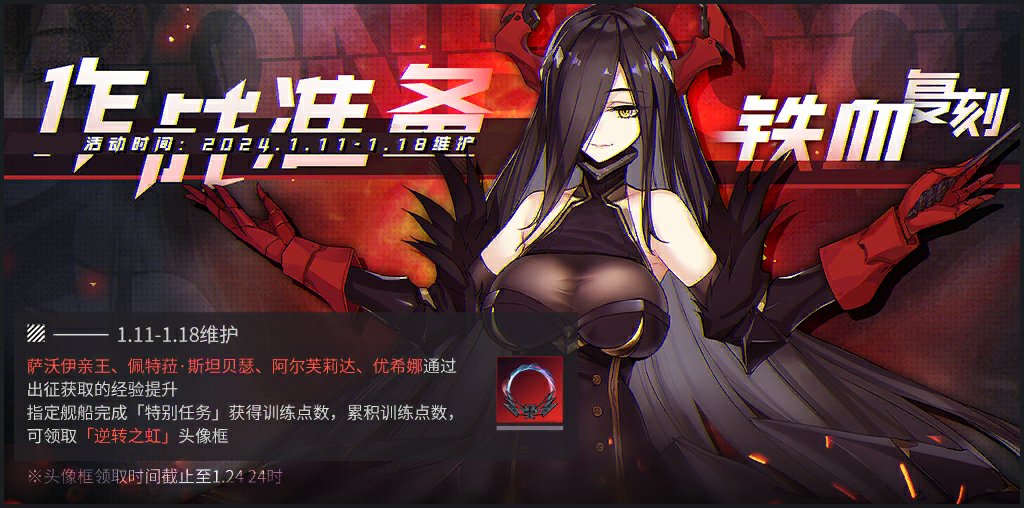 作战准备
活动时间：2024.1.11-1.18维护
铁血
复刻
1.11-1.18维护
萨沃伊亲王、佩特菈·斯坦贝瑟、阿尔芙莉达、优希娜通过
出征获取的经验提升
指定舰船完成「特别任务」获得训练点数，累积训练点数，
可领取「逆转之虹」头像框
※头像框领取时间截止至1.24 24时